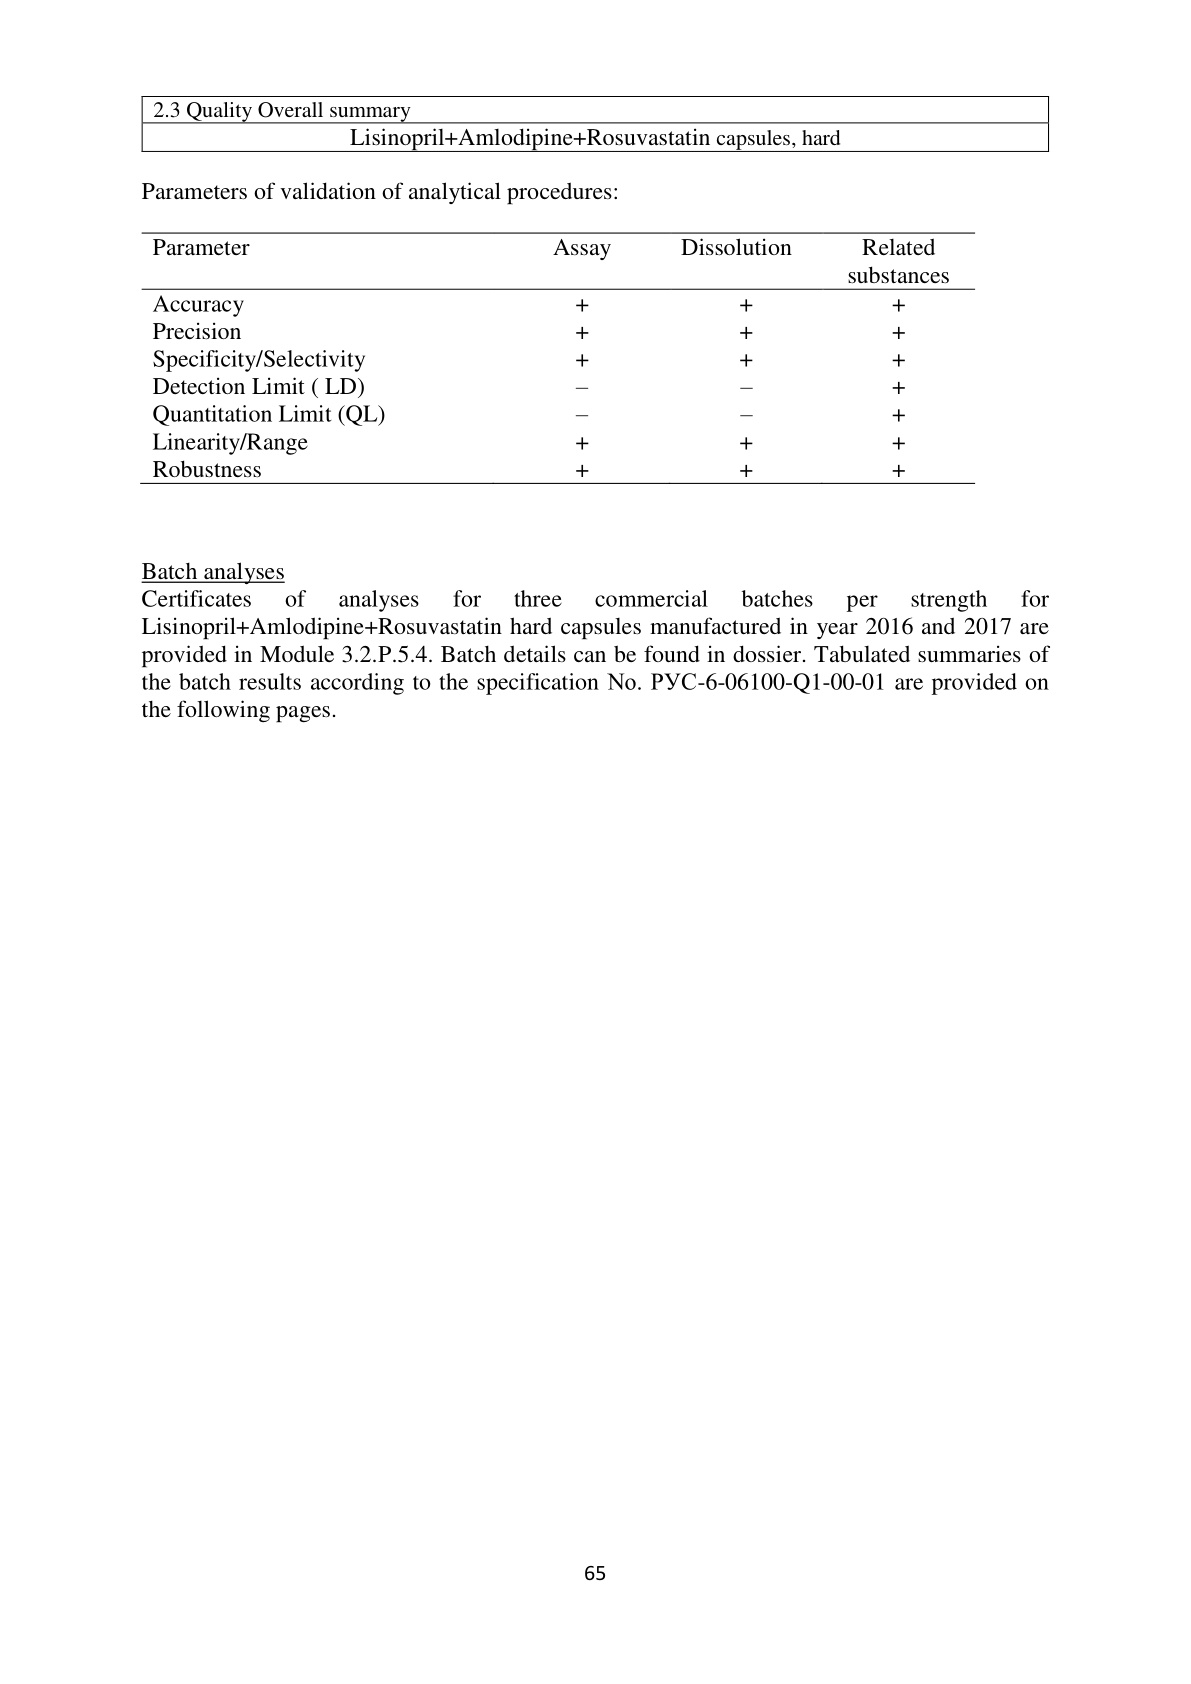 2.3 Quality Overall summary
Lisinopril+Amlodipine+Rosuvastatin capsules, hard
Parameters of validation of analytical procedures:
Parameter Assay Dissolution Related
substances
Accuracy + + +
Precision + + +
Specificity/Selectivity + + +
Detection Limit ( LD) – – +
Quantitation Limit (QL) – – +
Linearity/Range + + +
Robustness + + +
Batch analyses
Certificates of analyses for three commercial batches per strength for
Lisinopril+Amlodipine+Rosuvastatin hard capsules manufactured in year 2016 and 2017 are
provided in Module 3.2.P.5.4. Batch details can be found in dossier. Tabulated summaries of
the batch results according to the specification No. РУС-6-06100-Q1-00-01 are provided on
the following pages.
65